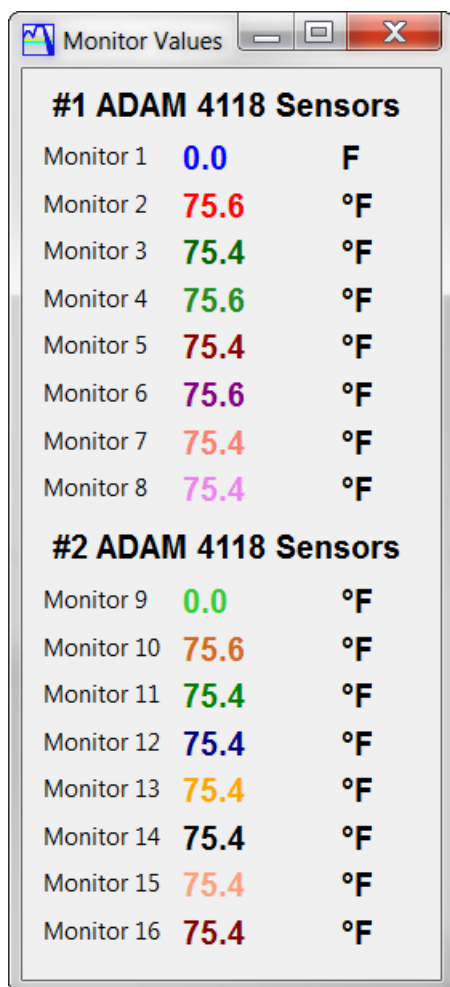 Monitor Values
#1 ADAM 4118 Sensors
Monitor 1 0.0 F
Monitor 2 75.6 °F
Monitor 3 75.4 °F
Monitor 4 75.6 °F
Monitor 5 75.4 °F
Monitor 6 75.6 °F
Monitor 7 75.4 °F
Monitor 8 75.4 °F
#2 ADAM 4118 Sensors
Monitor 9 0.0 °F
Monitor 10 75.6 °F
Monitor 11 75.4 °F
Monitor 12 75.4 °F
Monitor 13 75.4 °F
Monitor 14 75.4 °F
Monitor 15 75.4 °F
Monitor 16 75.4 °F